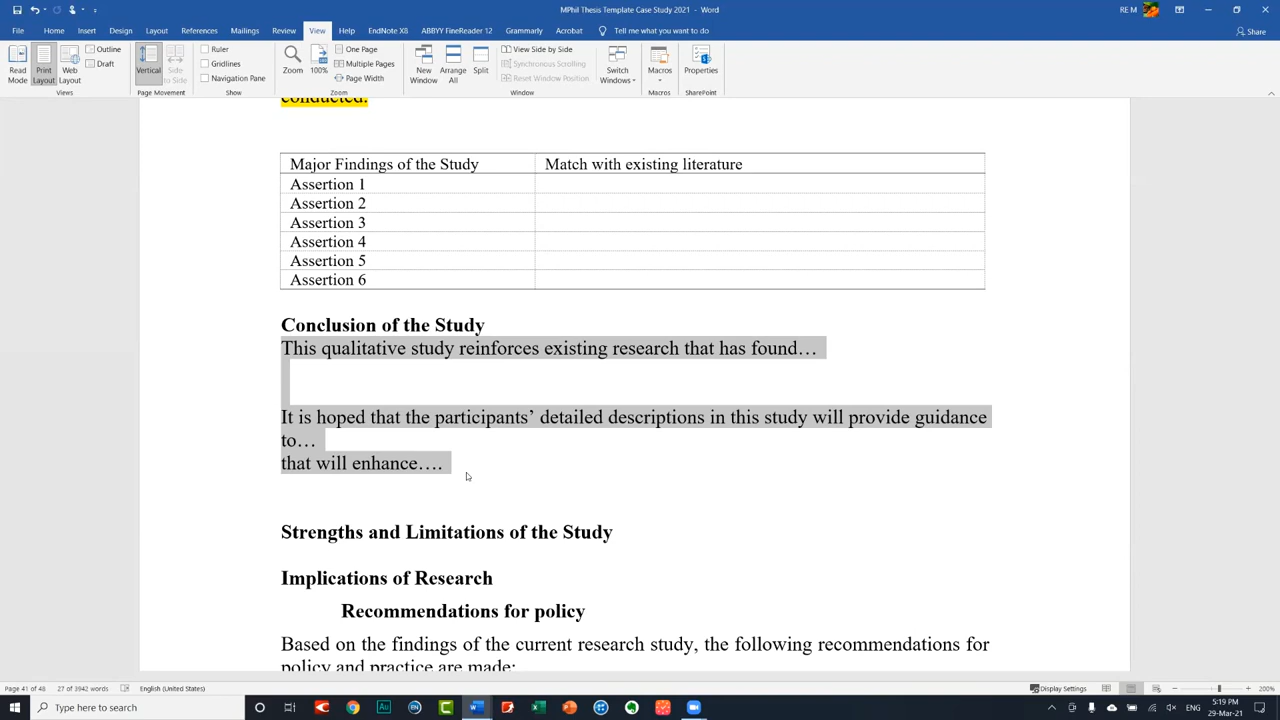 MPhil Thesis Template Case Study 2021 - Word
RE M
File Home Insert Design Layout References Mailings Review View Help EndNote X8 ABBYY FineReader 12 Grammarly Acrobat Tell me what you want to do Share
Read Mode
Print Layout
Web Layout
Outline
Draft
Views
Vertical
Side to Side
Page Movement
Ruler
Gridlines
Navigation Pane
Show
Zoom
100%
One Page
Multiple Pages
Page Width
Zoom
New Window
Arrange All
Split
View Side by Side
Synchronous Scrolling
Reset Window Position
Window
Switch Windows
Macros
Macros
Properties
SharePoint
conducted.
Major Findings of the Study Match with existing literature
Assertion 1
Assertion 2
Assertion 3
Assertion 4
Assertion 5
Assertion 6
Conclusion of the Study
This qualitative study reinforces existing research that has found…
It is hoped that the participants’ detailed descriptions in this study will provide guidance
to…
that will enhance….
Strengths and Limitations of the Study
Implications of Research
Recommendations for policy
Based on the findings of the current research study, the following recommendations for
policy and practice are made:
Page 41 of 48 27 of 3942 words English (United States) Display Settings 200%
Type here to search
ENG
5:19 PM
29-Mar-21